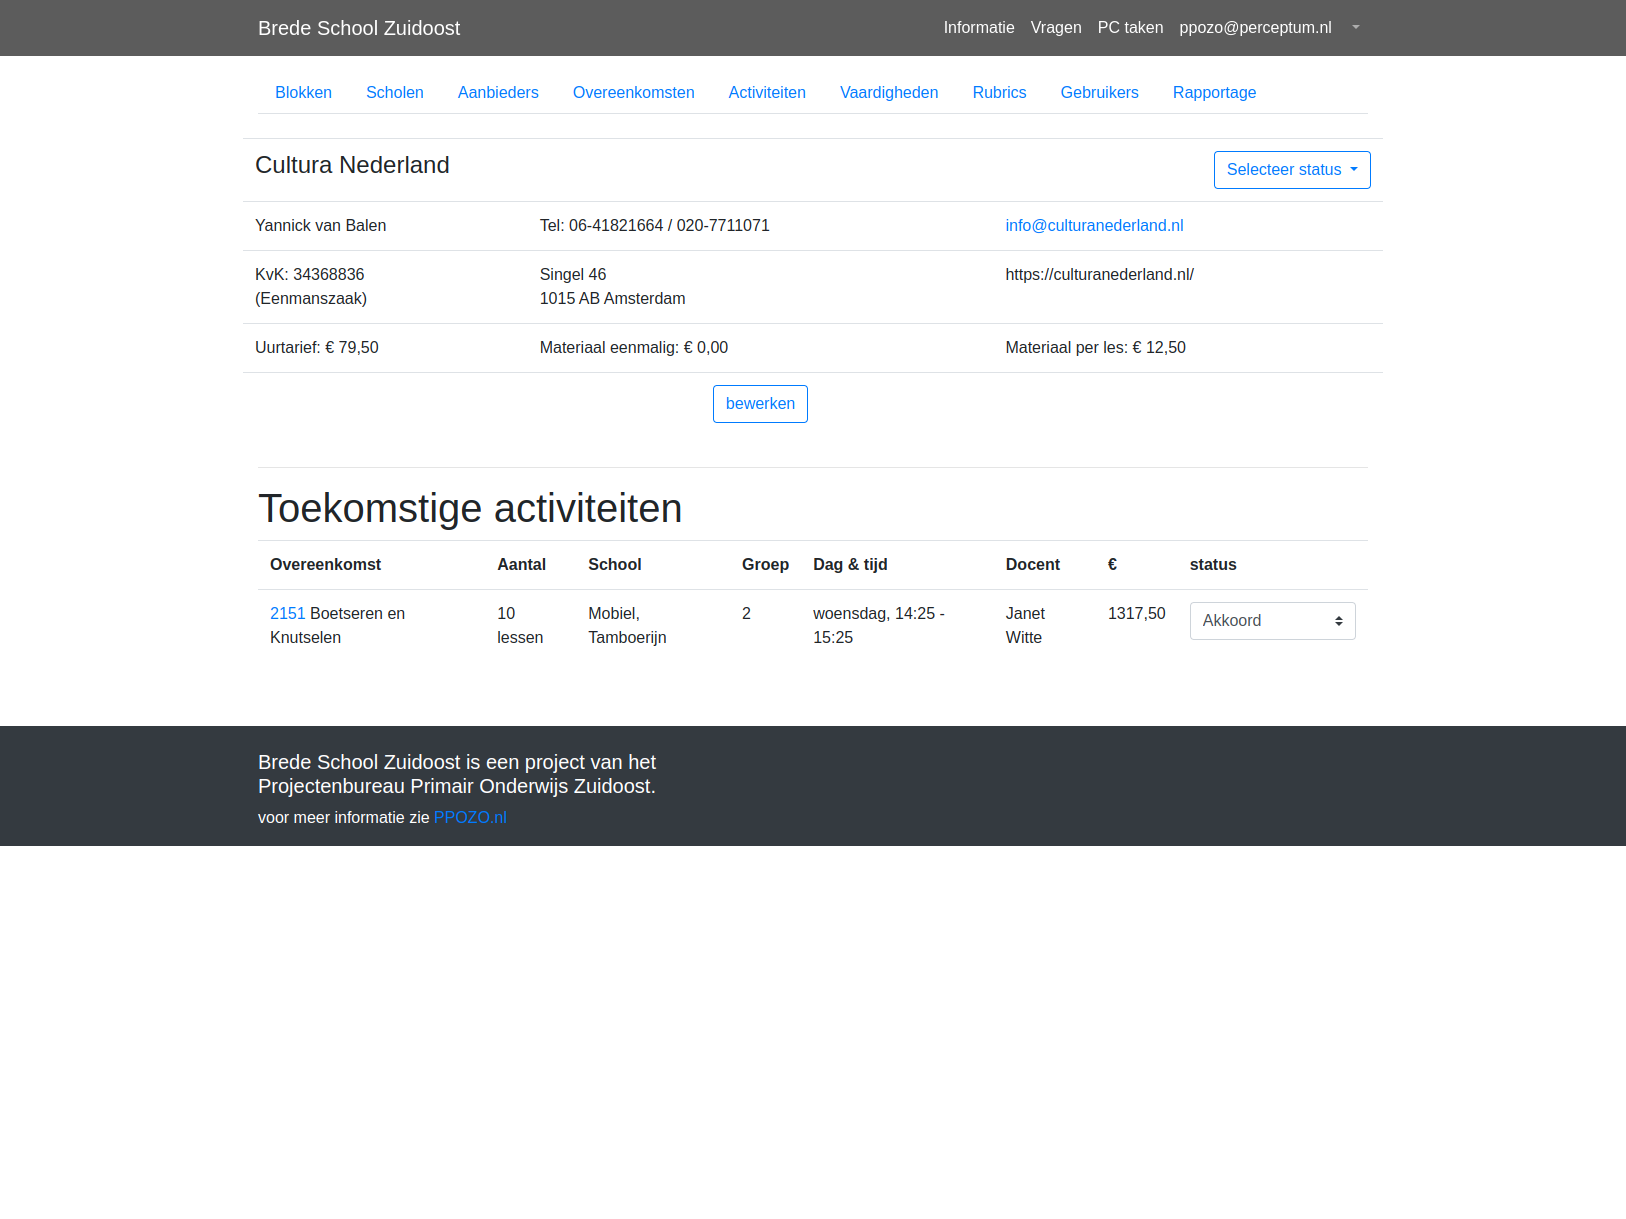 Brede School Zuidoost Informatie Vragen PC taken ppozo@perceptum.nl
Blokken Scholen Aanbieders Overeenkomsten Activiteiten Vaardigheden Rubrics Gebruikers Rapportage
Cultura Nederland Selecteer status
Yannick van Balen Tel: 06-41821664 / 020-7711071 info@culturanederland.nl
KvK: 34368836 Singel 46 https://culturanederland.nl/
(Eenmanszaak) 1015 AB Amsterdam
Uurtarief: € 79,50 Materiaal eenmalig: € 0,00 Materiaal per les: € 12,50
bewerken
Toekomstige activiteiten
Overeenkomst Aantal School Groep Dag & tijd Docent € status
2151 Boetseren en 10 Mobiel, 2 woensdag, 14:25 - Janet 1317,50 Akkoord
Knutselen lessen Tamboerijn 15:25 Witte
Brede School Zuidoost is een project van het
Projectenbureau Primair Onderwijs Zuidoost.
voor meer informatie zie PPOZO.nl